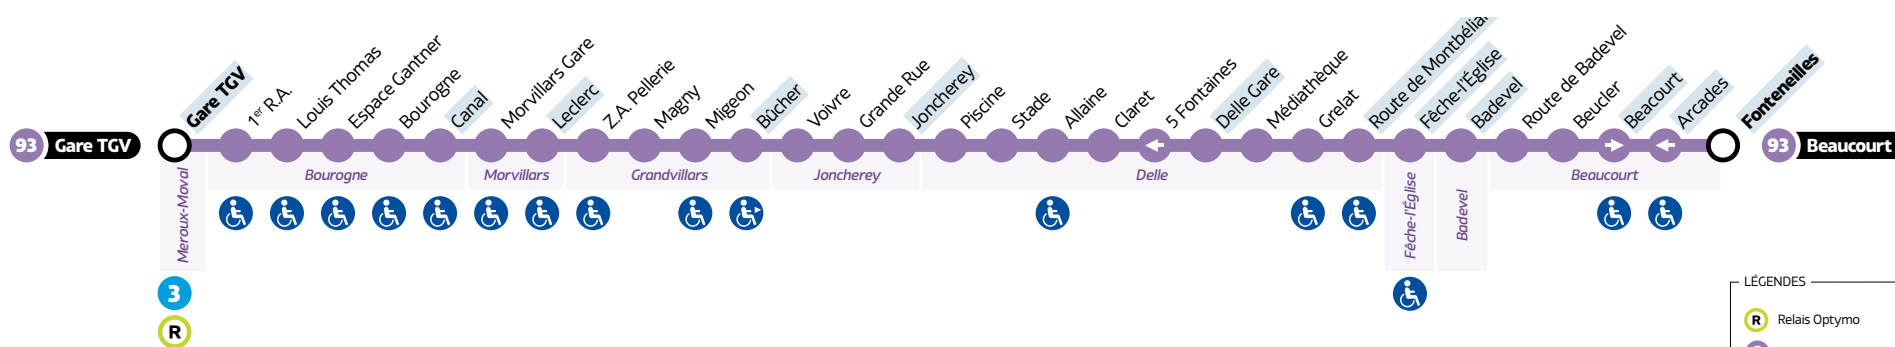 93 Gare TGV
Gare TGV
1er R.A.
Louis Thomas
Espace Gantner
Bourogne
Canal
Morvillars Gare
Leclerc
Z.A. Pellerie
Magny
Migeon
Bûcher
Voivre
Grande Rue
Joncherey
Piscine
Stade
Allaine
Claret
5 Fontaines
Delle Gare
Médiathèque
Grelat
Route de Montbéliar
Fêche-l'Église
Badevel
Route de Badevel
Beucler
Beacourt
Arcades
Fonteneilles
93 Beaucourt
Meroux-Moval
Bourogne
Morvillars
Grandvillars
Joncherey
Delle
Fêche-l'Église
Badevel
Beaucourt
3
R
LÉGENDES
R Relais Optymo